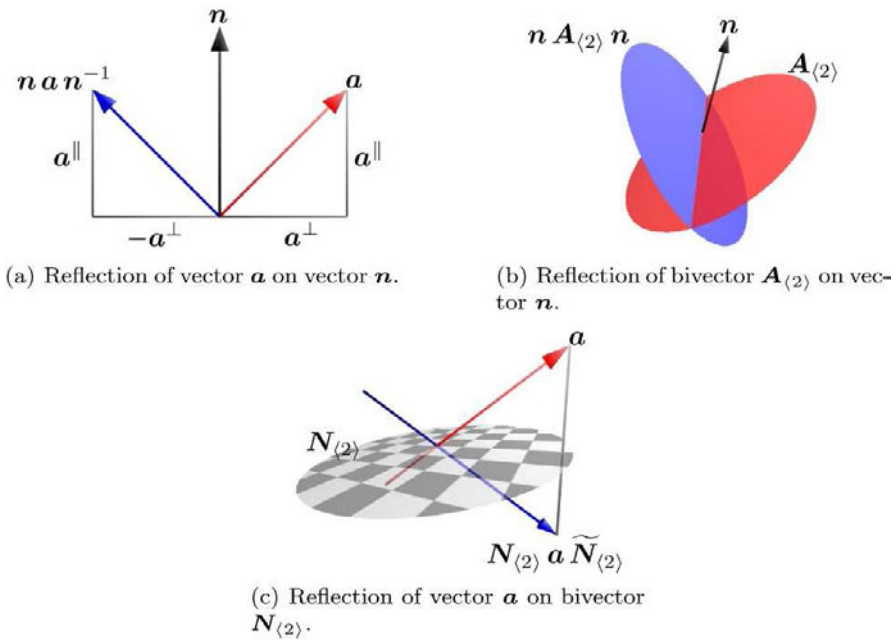 n
n a n⁻¹
a
a∥
a∥
−a⊥
a⊥
(a) Reflection of vector a on vector n.
n A⟨2⟩ n
n
A⟨2⟩
(b) Reflection of bivector A⟨2⟩ on vec-
tor n.
a
N⟨2⟩
N⟨2⟩ a Ñ⟨2⟩
(c) Reflection of vector a on bivector
N⟨2⟩.